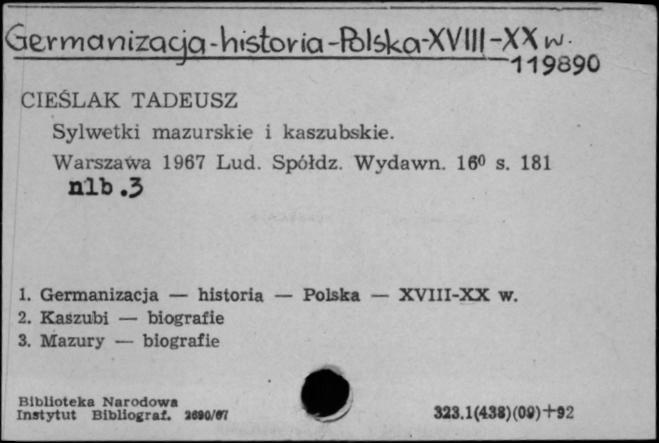 Germanizacja-historia-Polska-XVIII-XX w.
119890
CIEŚLAK TADEUSZ
Sylwetki mazurskie i kaszubskie.
Warszawa 1967 Lud. Spółdz. Wydawn. 16⁰ s. 181
nlb.3
1. Germanizacja — historia — Polska — XVIII-XX w.
2. Kaszubi — biografie
3. Mazury — biografie
Biblioteka Narodowa
Instytut Bibliograf. 2690/67 323.1(438)(09)+92